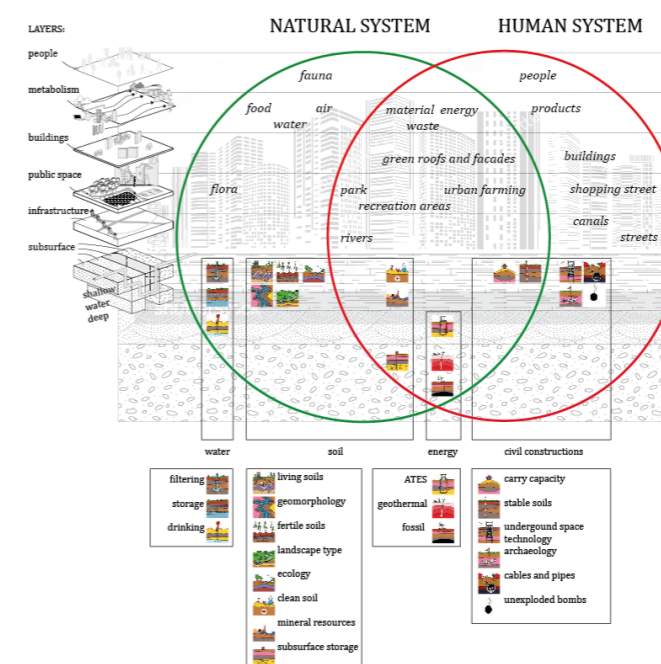 NATURAL SYSTEM
HUMAN SYSTEM
LAYERS:
people
metabolism
buildings
public space
infrastructure
subsurface
shallow
water
deep
fauna
people
food
air
water
material energy
waste
products
green roofs and facades
buildings
flora
park
urban farming
shopping street
recreation areas
canals
rivers
streets
water
soil
energy
civil constructions
filtering
storage
drinking
living soils
geomorphology
fertile soils
landscape type
ecology
clean soil
mineral resources
subsurface storage
ATES
geothermal
fossil
carry capacity
stable soils
undergound space
technology
archaeology
cables and pipes
unexploded bombs